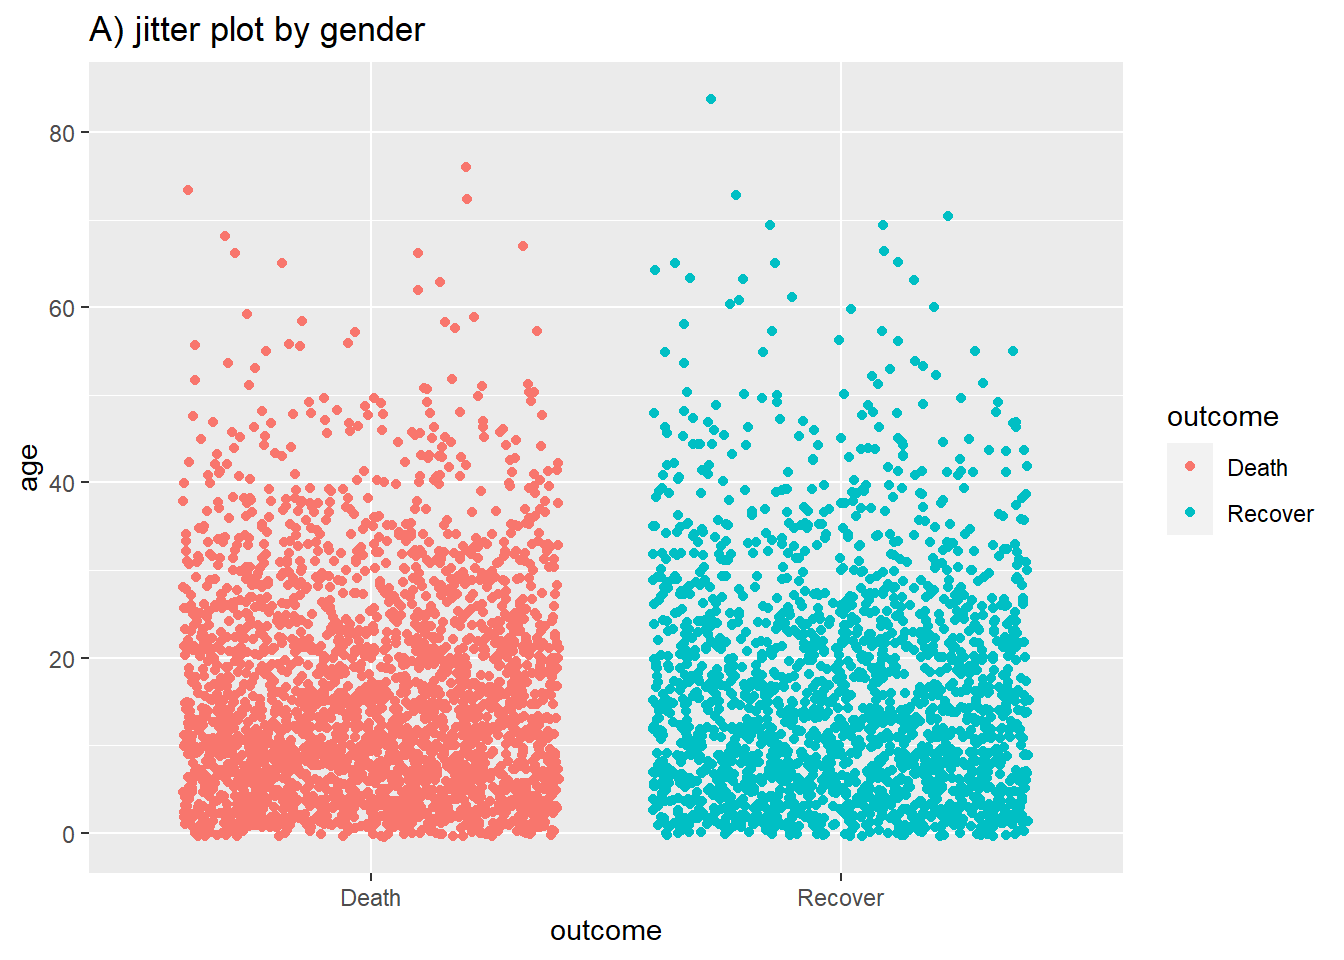 A) jitter plot by gender
80
60
40
20
0
age
Death
Recover
outcome
outcome
Death
Recover